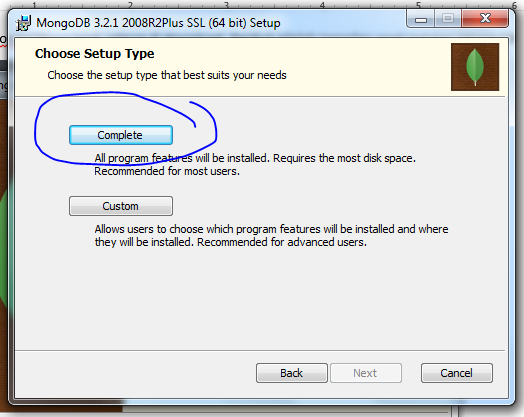 MongoDB 3.2.1 2008R2Plus SSL (64 bit) Setup
Choose Setup Type
Choose the setup type that best suits your needs
Complete
All program features will be installed. Requires the most disk space.
Recommended for most users.
Custom
Allows users to choose which program features will be installed and where
they will be installed. Recommended for advanced users.
Back
Next
Cancel